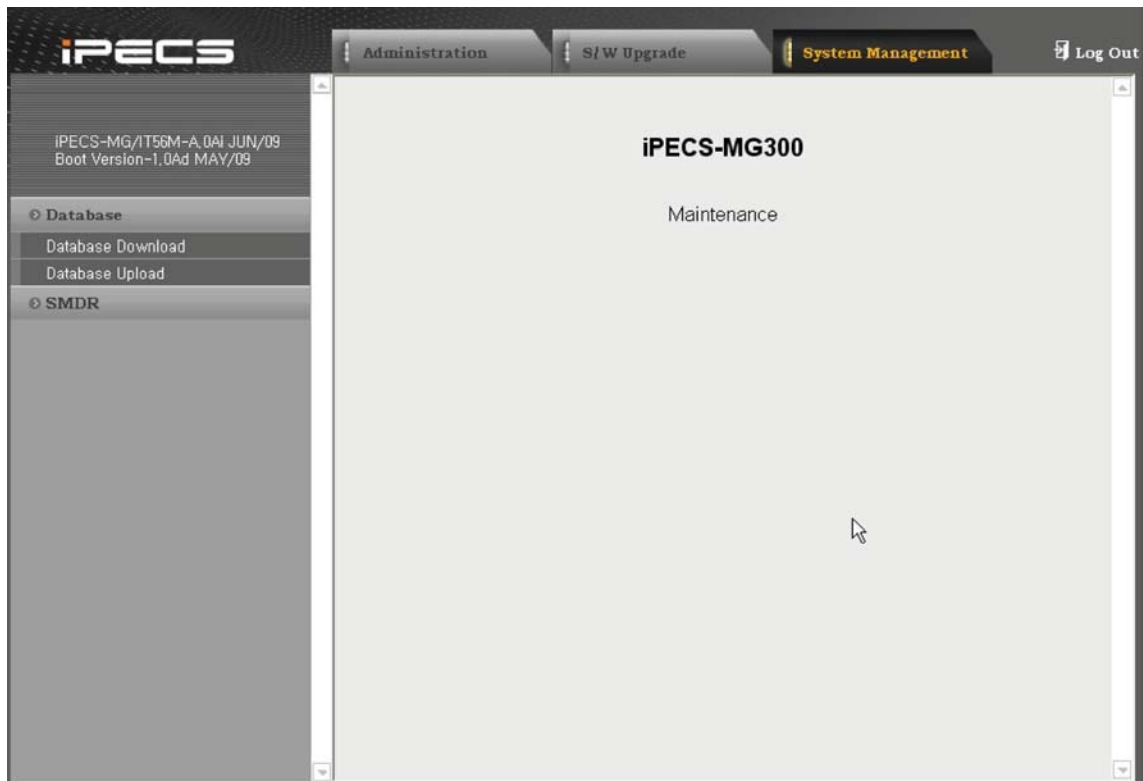 iPECS
Administration
S/W Upgrade
System Management
Log Out
iPECS-MG/IT56M-A.0Ai JUN/09
Boot Version-1.0Ad MAY/09
Database
Database Download
Database Upload
SMDR
iPECS-MG300
Maintenance